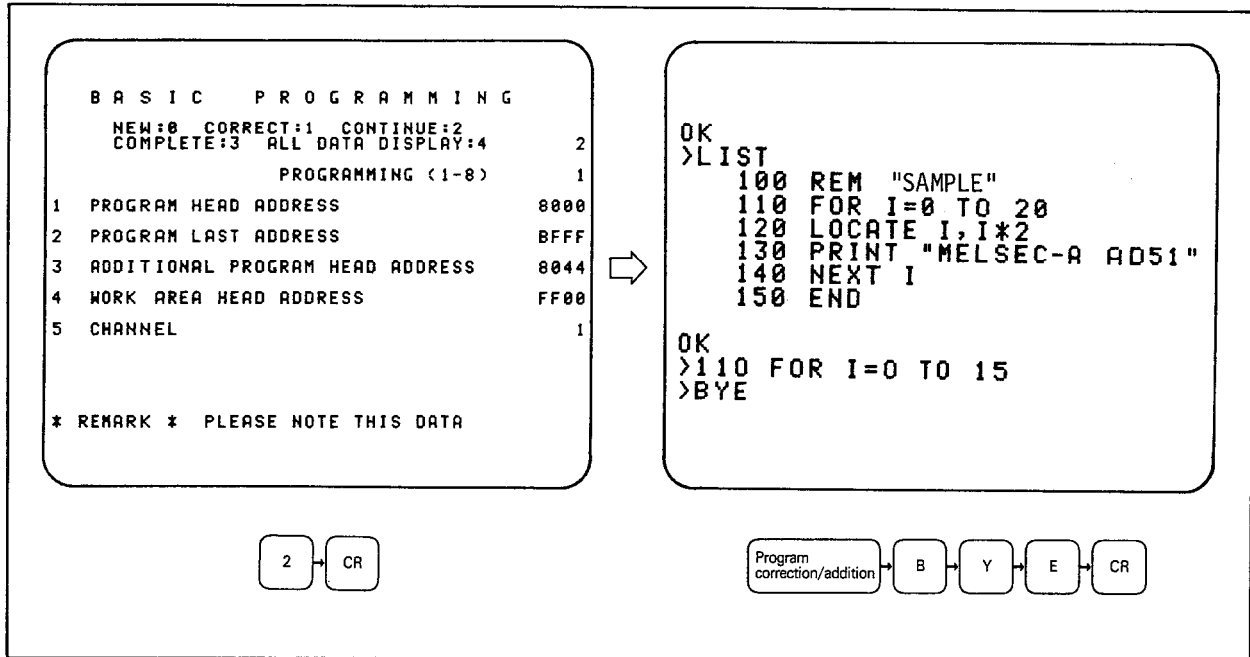 B A S I C   P R O G R A M M I N G
NEW:0  CORRECT:1  CONTINUE:2
COMPLETE:3  ALL DATA DISPLAY:4  2
PROGRAMMING (1-8)  1
1  PROGRAM HEAD ADDRESS  8000
2  PROGRAM LAST ADDRESS  BFFF
3  ADDITIONAL PROGRAM HEAD ADDRESS  8044
4  WORK AREA HEAD ADDRESS  FF00
5  CHANNEL  1
* REMARK *  PLEASE NOTE THIS DATA
2 CR
OK
>LIST
100 REM "SAMPLE"
110 FOR I=0 TO 20
120 LOCATE I,I*2
130 PRINT "MELSEC-A AD51"
140 NEXT I
150 END
OK
>110 FOR I=0 TO 15
>BYE
Program
correction/addition B Y E CR